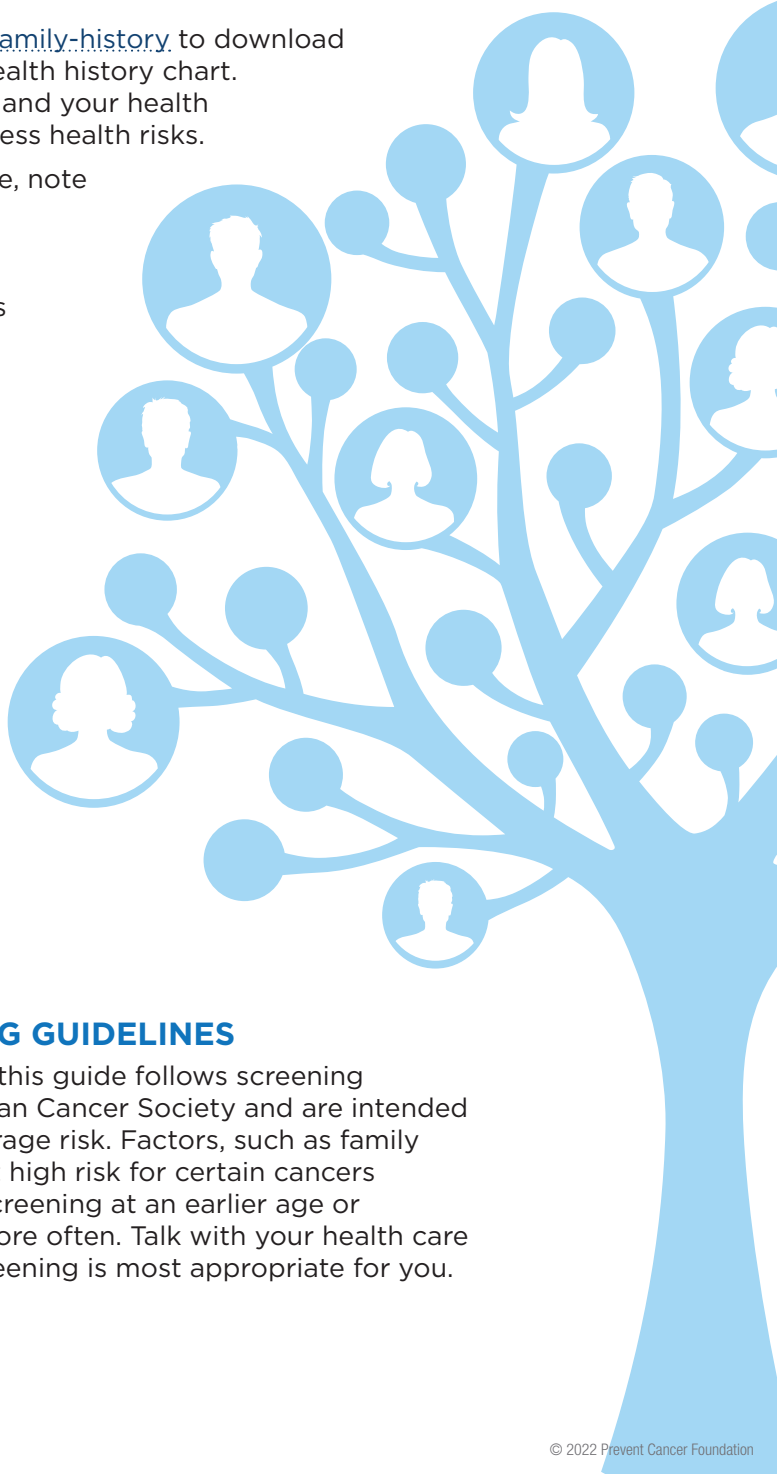 amily-history to download
ealth history chart.
and your health
ess health risks.
e, note
s
G GUIDELINES
this guide follows screening
an Cancer Society and are intended
rage risk. Factors, such as family
high risk for certain cancers
creening at an earlier age or
ore often. Talk with your health care
eening is most appropriate for you.
© 2022 Prevent Cancer Foundation